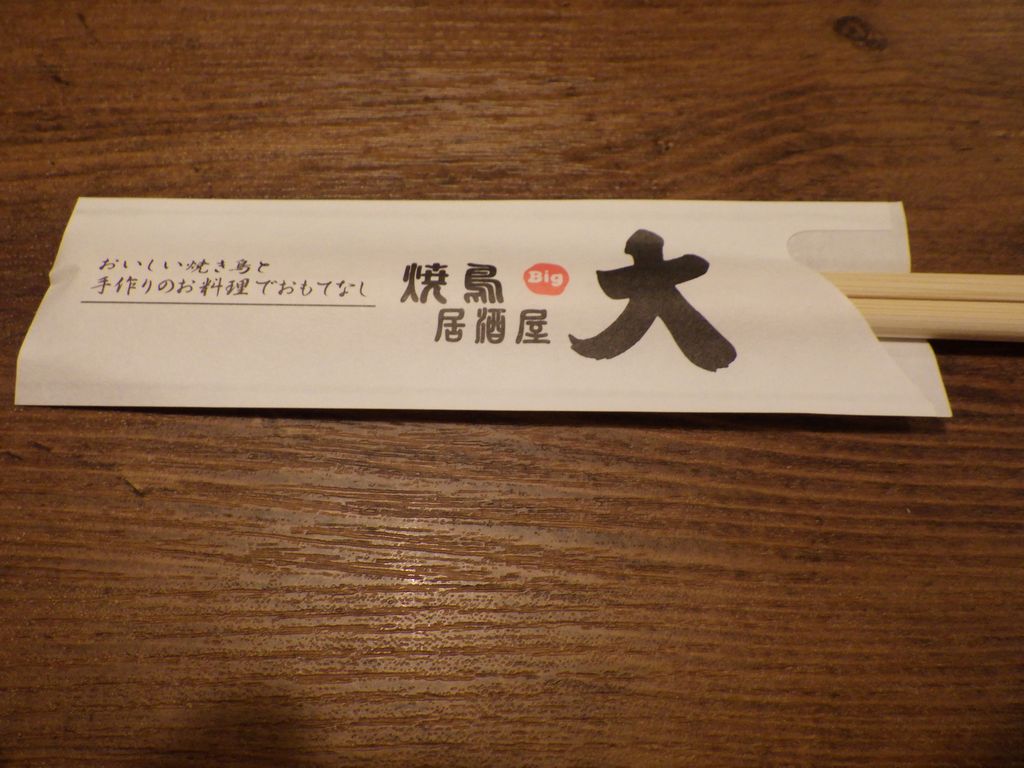 おいしい焼き鳥と
手作りのお料理でおもてなし
焼鳥
居酒屋
Big
大